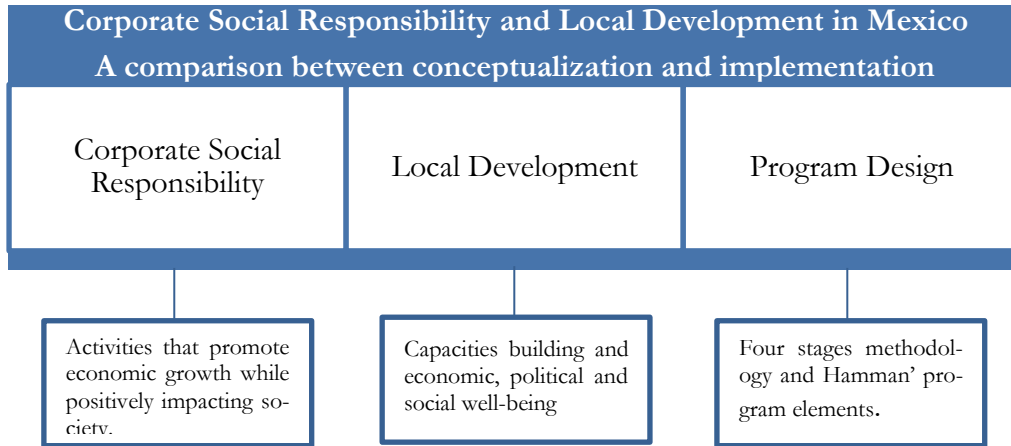 Corporate Social Responsibility and Local Development in Mexico
A comparison between conceptualization and implementation
Corporate Social
Responsibility
Local Development
Program Design
Activities that promote
economic growth while
positively impacting so-
ciety.
Capacities building and
economic, political and
social well-being
Four stages methodol-
ogy and Hamman' pro-
gram elements.